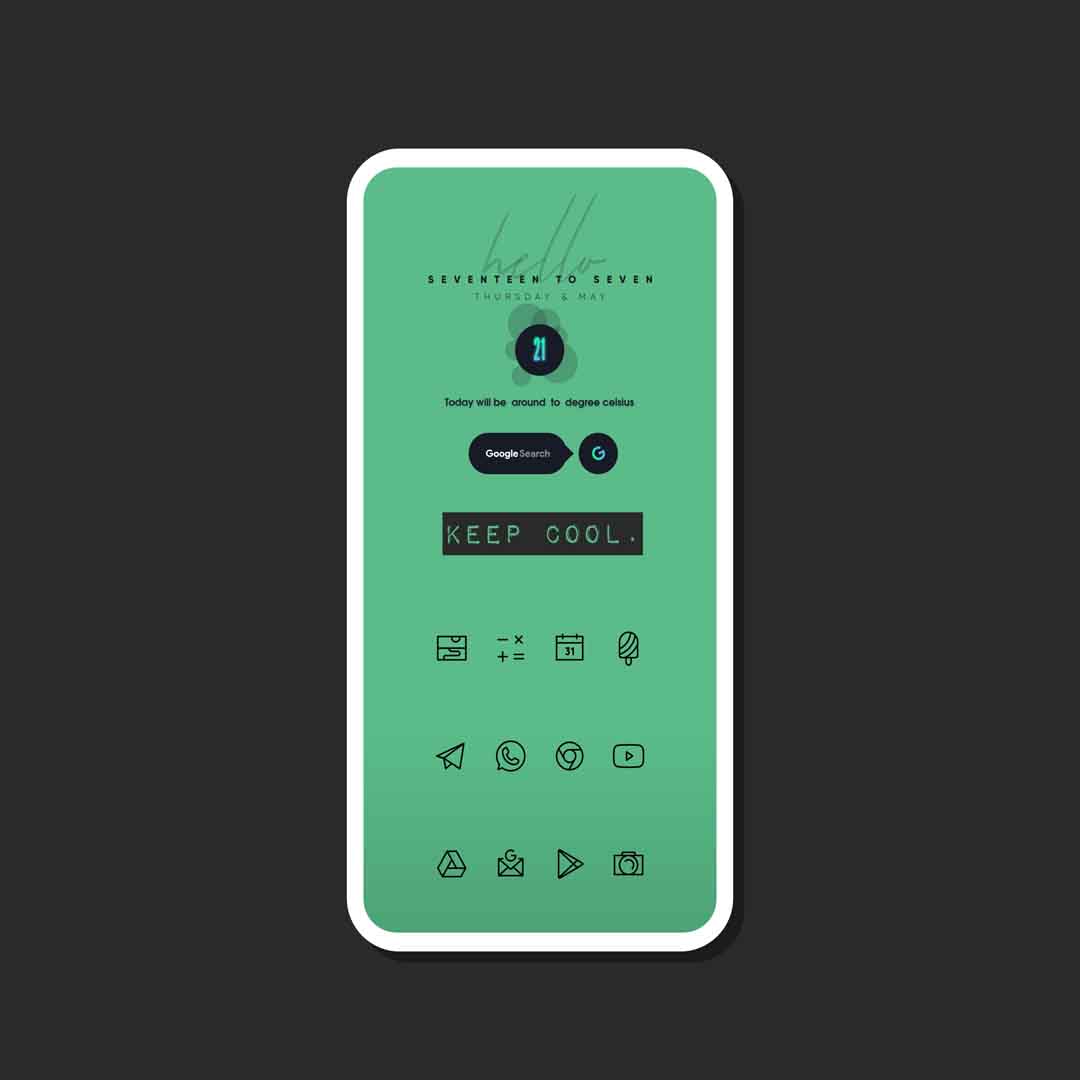 hello
SEVENTEEN TO SEVEN
THURSDAY & MAY
21
Today will be around to degree celsius
Google Search G
KEEP COOL.
31
G